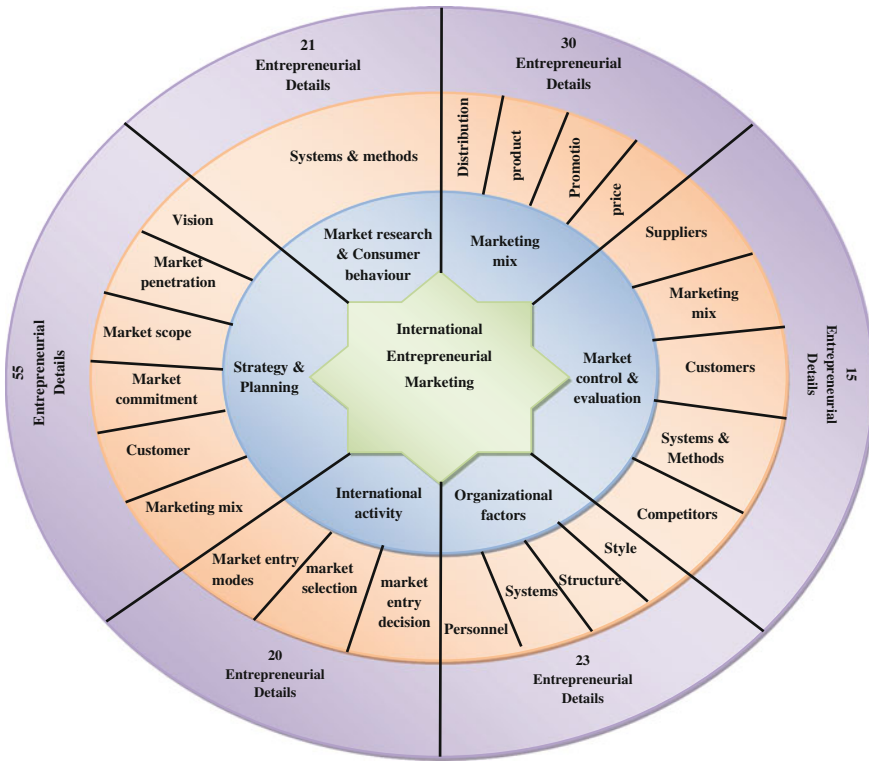 21
Entrepreneurial
Details
30
Entrepreneurial
Details
15
Entrepreneurial
Details
23
Entrepreneurial
Details
20
Entrepreneurial
Details
55
Entrepreneurial
Details
Systems & methods
Distribution
product
Promotio
price
Suppliers
Marketing
mix
Customers
Systems &
Methods
Competitors
Style
Structure
Systems
Personnel
market
entry
decision
market
selection
Market entry
modes
Marketing mix
Customer
Market
commitment
Market scope
Market
penetration
Vision
Market research
& Consumer
behaviour
Marketing
mix
Market
control &
evaluation
Organizational
factors
International
activity
Strategy &
Planning
International
Entrepreneurial
Marketing